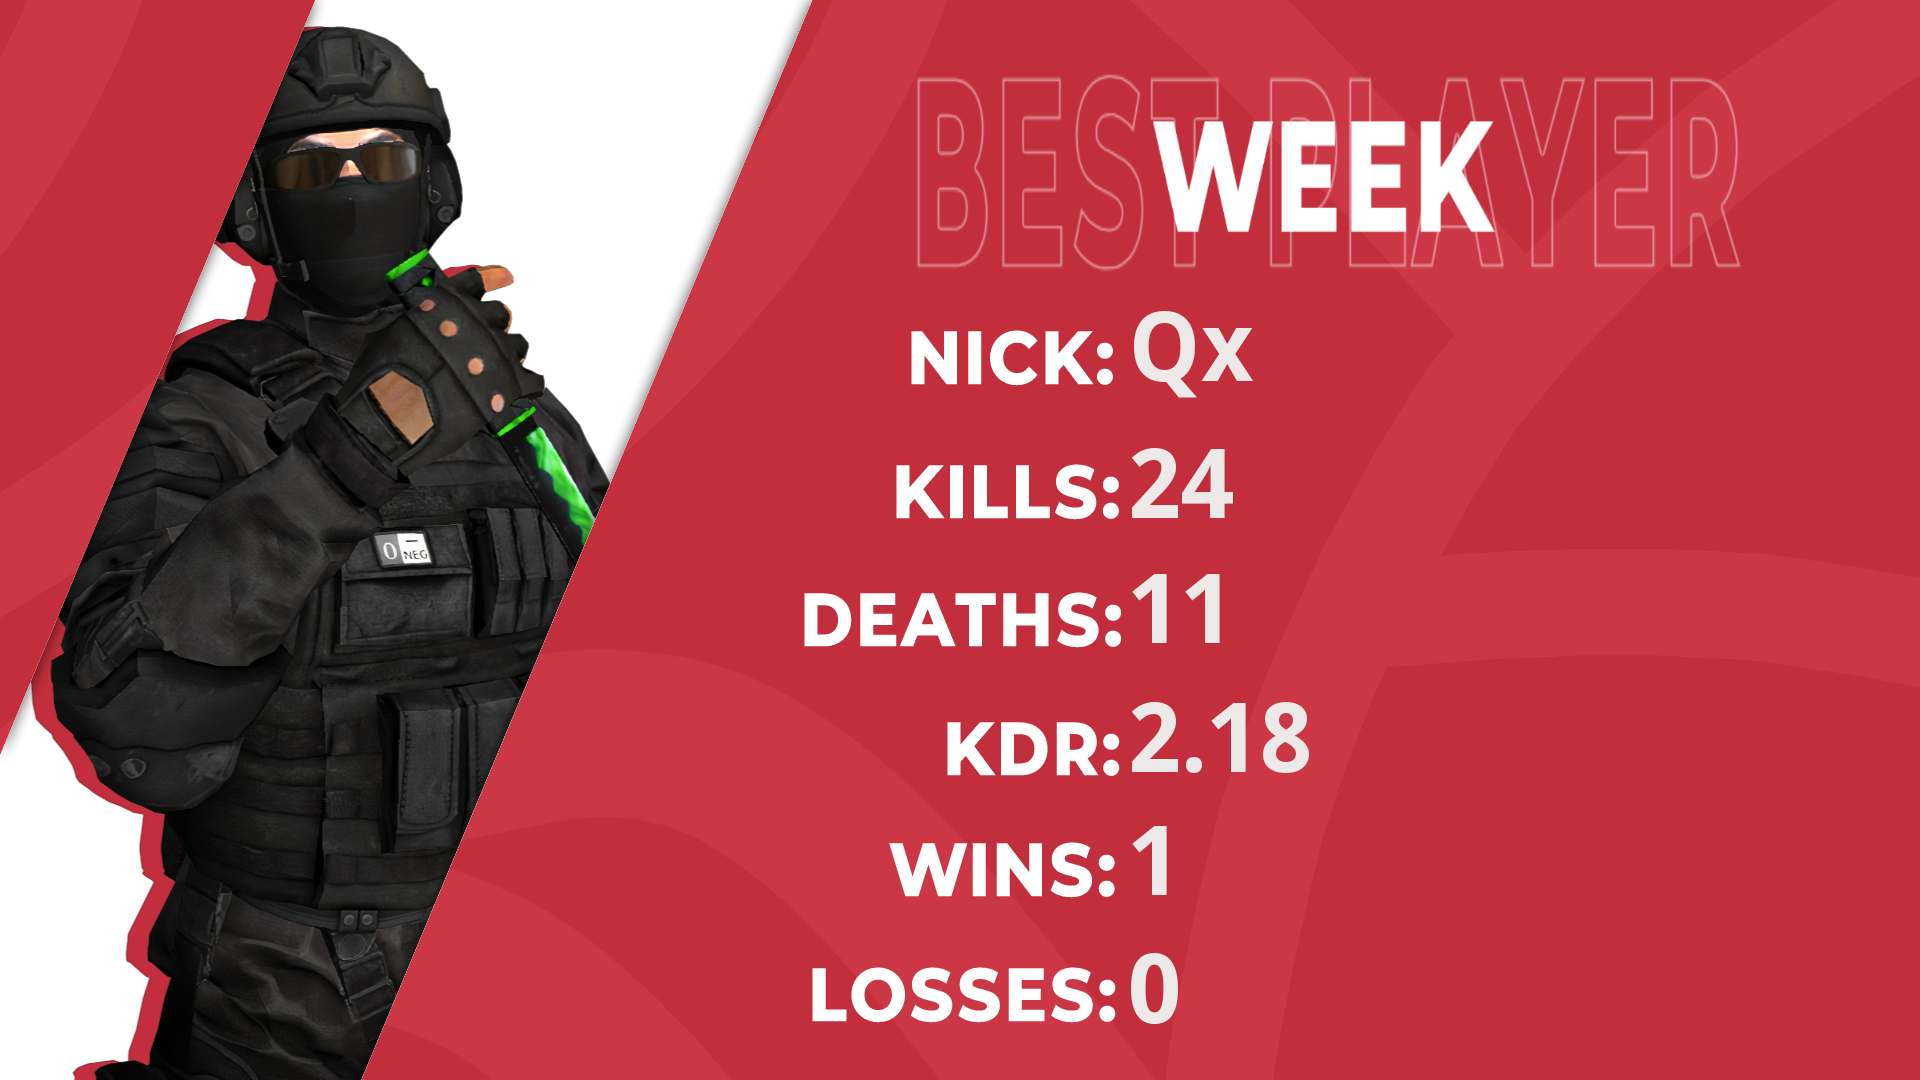 BEST PLAYER
WEEK
NICK: Qx
KILLS: 24
DEATHS: 11
KDR: 2.18
WINS: 1
LOSSES: 0
0 NEG